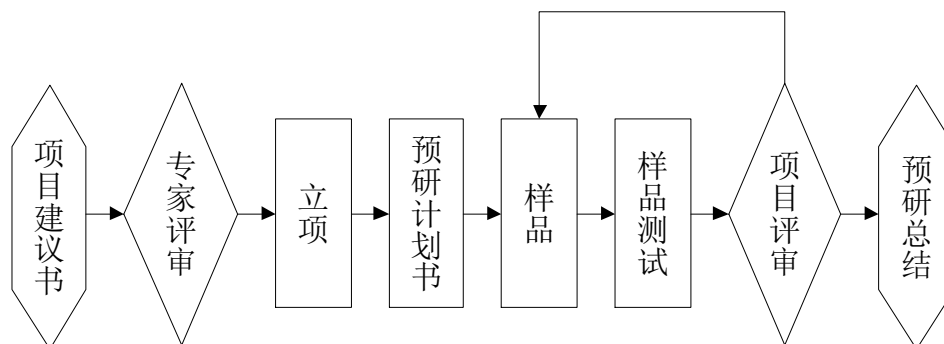 项目建议书
专家评审
立项
预研计划书
样品
样品测试
项目评审
预研总结